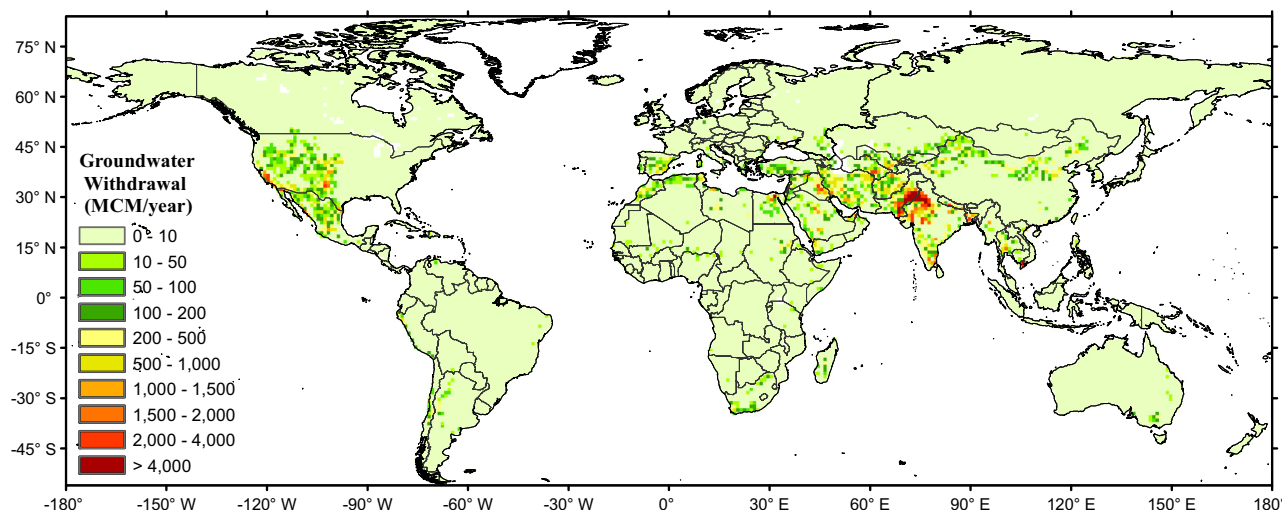 75° N
60° N
45° N
30° N
15° N
0°
-15° S
-30° S
-45° S
Groundwater
Withdrawal
(MCM/year)
0 - 10
10 - 50
50 - 100
100 - 200
200 - 500
500 - 1,000
1,000 - 1,500
1,500 - 2,000
2,000 - 4,000
> 4,000
-180° W -150° W -120° W -90° W -60° W -30° W 0° 30° E 60° E 90° E 120° E 150° E 180°